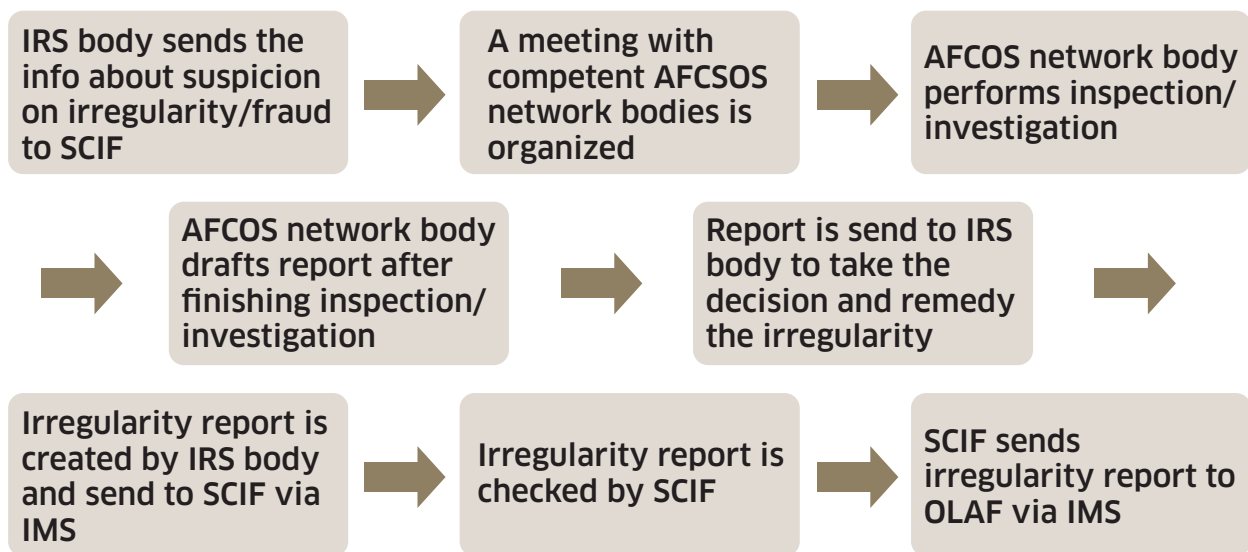 IRS body sends the
info about suspicion
on irregularity/fraud
to SCIF
A meeting with
competent AFCSOS
network bodies is
organized
AFCOS network body
performs inspection/
investigation
AFCOS network body
drafts report after
finishing inspection/
investigation
Report is send to IRS
body to take the
decision and remedy
the irregularity
Irregularity report is
created by IRS body
and send to SCIF via
IMS
Irregularity report is
checked by SCIF
SCIF sends
irregularity report to
OLAF via IMS